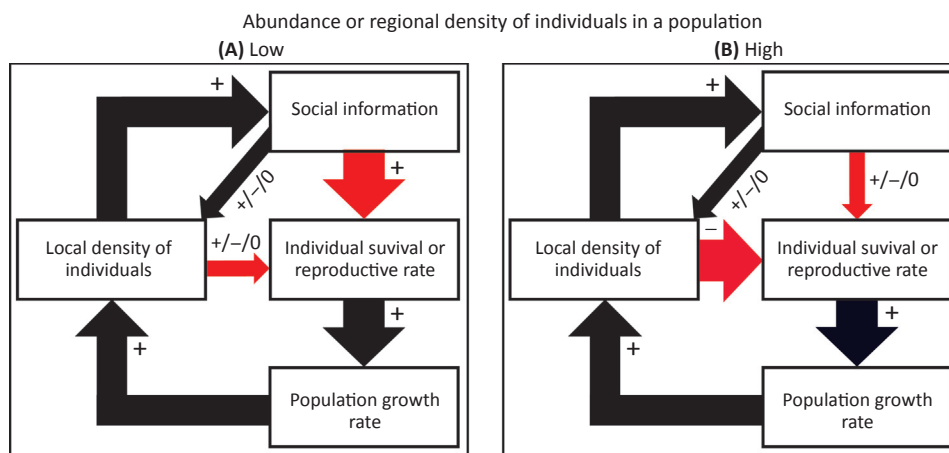 Abundance or regional density of individuals in a population
(A) Low
+
Social information
+/−/0
+
Local density of
individuals
+/−/0
Individual suvival or
reproductive rate
+
+
Population growth
rate
(B) High
+
Social information
+/−/0
+/−/0
Local density of
individuals
−
Individual suvival or
reproductive rate
+
+
Population growth
rate